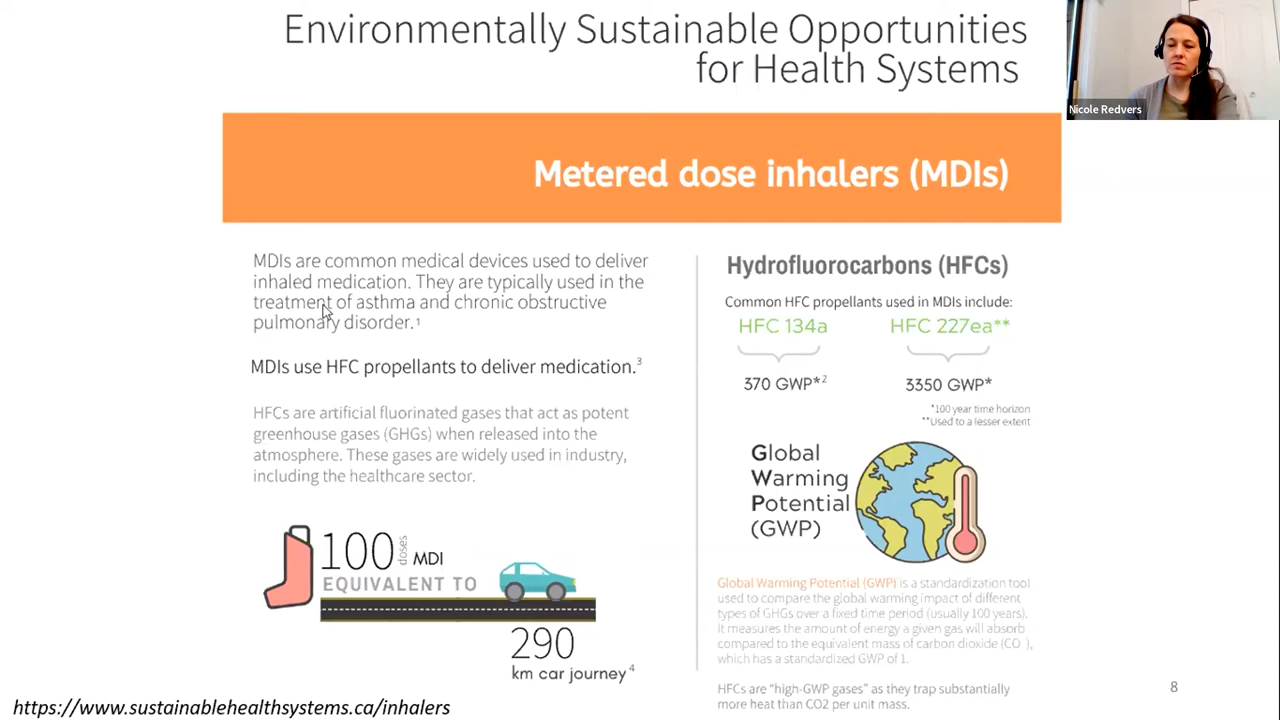 Environmentally Sustainable Opportunities
for Health Systems
Nicole Redvers
Metered dose inhalers (MDIs)
MDIs are common medical devices used to deliver
inhaled medication. They are typically used in the
treatment of asthma and chronic obstructive
pulmonary disorder.¹
MDIs use HFC propellants to deliver medication.³
HFCs are artificial fluorinated gases that act as potent
greenhouse gases (GHGs) when released into the
atmosphere. These gases are widely used in industry,
including the healthcare sector.
100 doses MDI
EQUIVALENT TO
290
km car journey⁴
Hydrofluorocarbons (HFCs)
Common HFC propellants used in MDIs include:
HFC 134a HFC 227ea**
370 GWP*² 3350 GWP*
*100 year time horizon
**Used to a lesser extent
Global
Warming
Potential
(GWP)
Global Warming Potential (GWP) is a standardization tool
used to compare the global warming impact of different
types of GHGs over a fixed time period (usually 100 years).
It measures the amount of energy a given gas will absorb
compared to the equivalent mass of carbon dioxide (CO ),
which has a standardized GWP of 1.
HFCs are “high-GWP gases” as they trap substantially
more heat than CO2 per unit mass.
8
https://www.sustainablehealthsystems.ca/inhalers